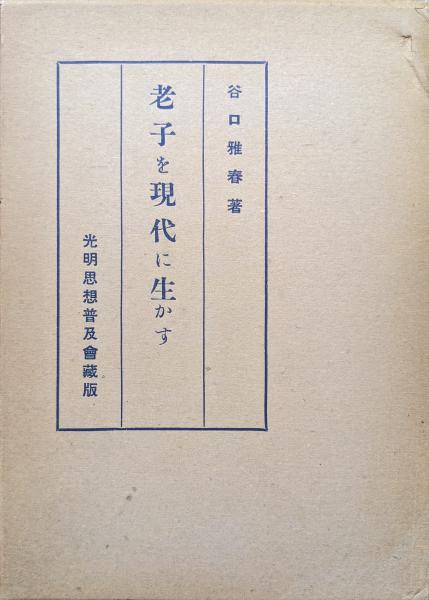 谷口雅春著
老子を現代に生かす
光明思想普及會藏版